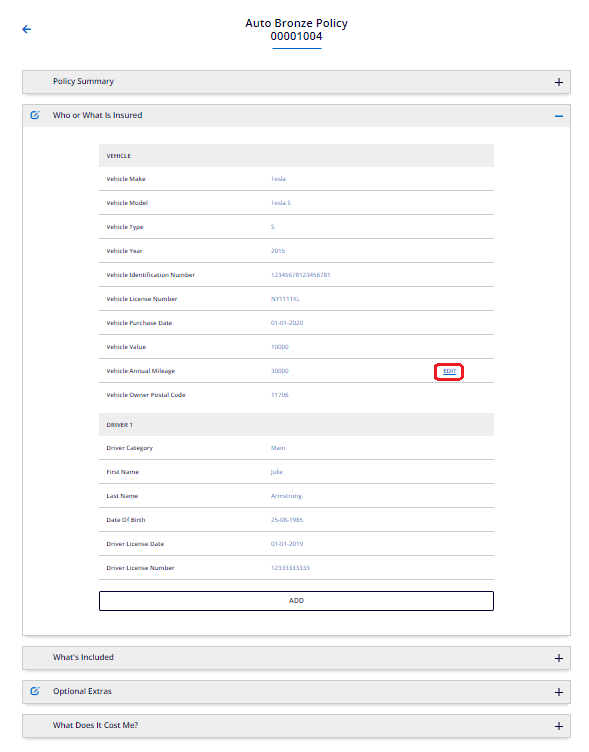 Auto Bronze Policy
00001004
Policy Summary
Who or What Is Insured
VEHICLE
Vehicle Make Tesla
Vehicle Model Tesla S
Vehicle Type S
Vehicle Year 2015
Vehicle Identification Number 12345678123456781
Vehicle License Number NY1111KL
Vehicle Purchase Date 01-01-2020
Vehicle Value 10000
Vehicle Annual Mileage 30000 EDIT
Vehicle Owner Postal Code 11706
DRIVER 1
Driver Category Main
First Name Julie
Last Name Armstrong
Date Of Birth 25-08-1985
Driver License Date 01-01-2019
Driver License Number 12333333333
ADD
What's Included
Optional Extras
What Does It Cost Me?